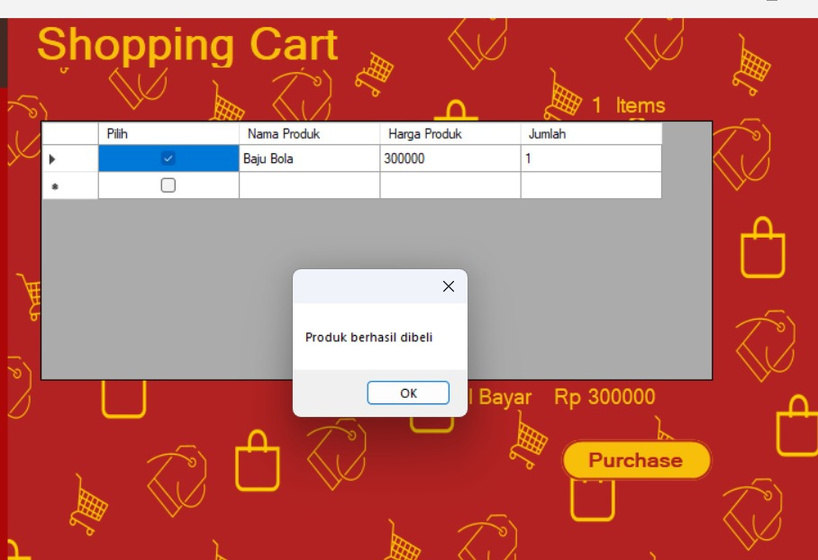 Shopping Cart
1 Items
Pilih Nama Produk Harga Produk Jumlah
Baju Bola 300000 1
Produk berhasil dibeli
OK
l Bayar Rp 300000
Purchase